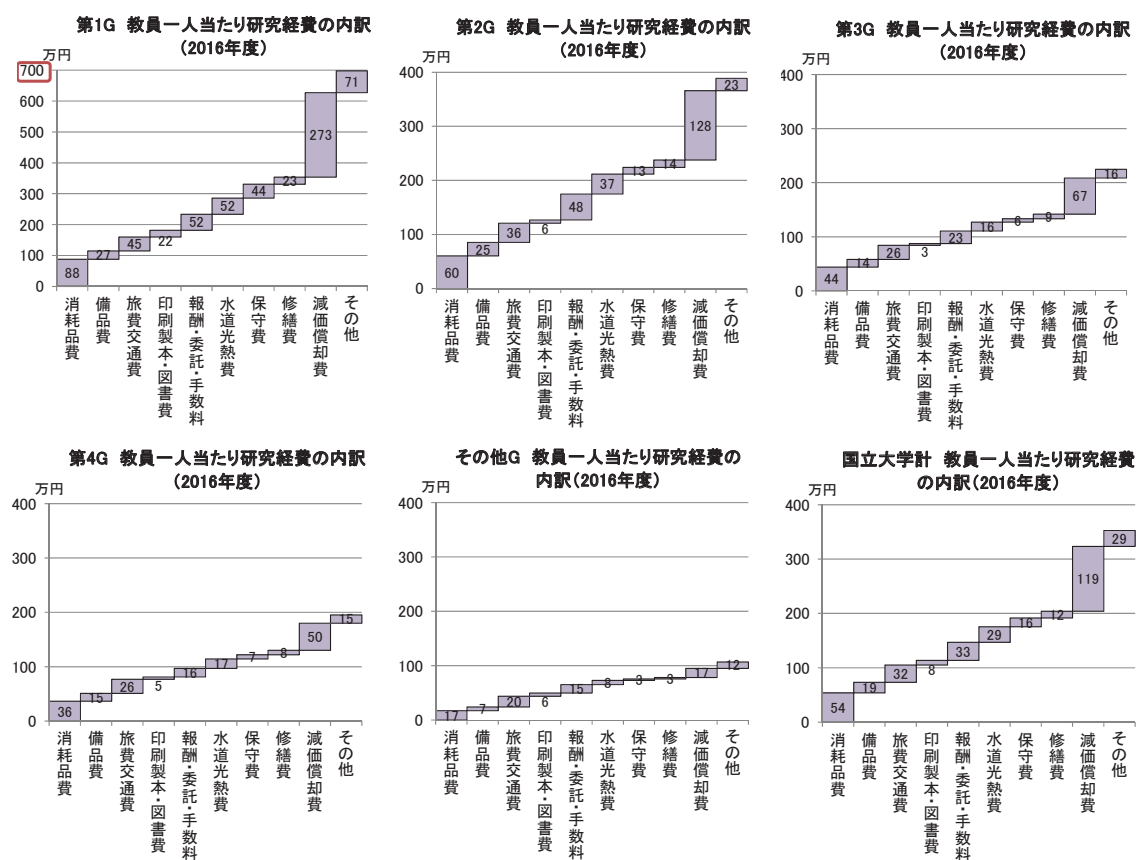 第1G 教員一人当たり研究経費の内訳
(2016年度)
万円
700
600
500
400
300
200
100
0
88
27
45
22
52
52
44
23
273
71
消耗品費
備品費
旅費交通費
印刷製本・図書費
報酬・委託・手数料
水道光熱費
保守費
修繕費
減価償却費
その他
第2G 教員一人当たり研究経費の内訳
(2016年度)
万円
400
300
200
100
0
60
25
36
6
48
37
13
14
128
23
消耗品費
備品費
旅費交通費
印刷製本・図書費
報酬・委託・手数料
水道光熱費
保守費
修繕費
減価償却費
その他
第3G 教員一人当たり研究経費の内訳
(2016年度)
万円
400
300
200
100
0
44
14
26
3
23
16
6
9
67
16
消耗品費
備品費
旅費交通費
印刷製本・図書費
報酬・委託・手数料
水道光熱費
保守費
修繕費
減価償却費
その他
第4G 教員一人当たり研究経費の内訳
(2016年度)
万円
400
300
200
100
0
36
15
26
5
16
17
7
8
50
15
消耗品費
備品費
旅費交通費
印刷製本・図書費
報酬・委託・手数料
水道光熱費
保守費
修繕費
減価償却費
その他
その他G 教員一人当たり研究経費の
内訳(2016年度)
万円
400
300
200
100
0
17
7
20
6
15
8
3
3
17
12
消耗品費
備品費
旅費交通費
印刷製本・図書費
報酬・委託・手数料
水道光熱費
保守費
修繕費
減価償却費
その他
国立大学計 教員一人当たり研究経費
の内訳(2016年度)
万円
400
300
200
100
0
54
19
32
8
33
29
16
12
119
29
消耗品費
備品費
旅費交通費
印刷製本・図書費
報酬・委託・手数料
水道光熱費
保守費
修繕費
減価償却費
その他